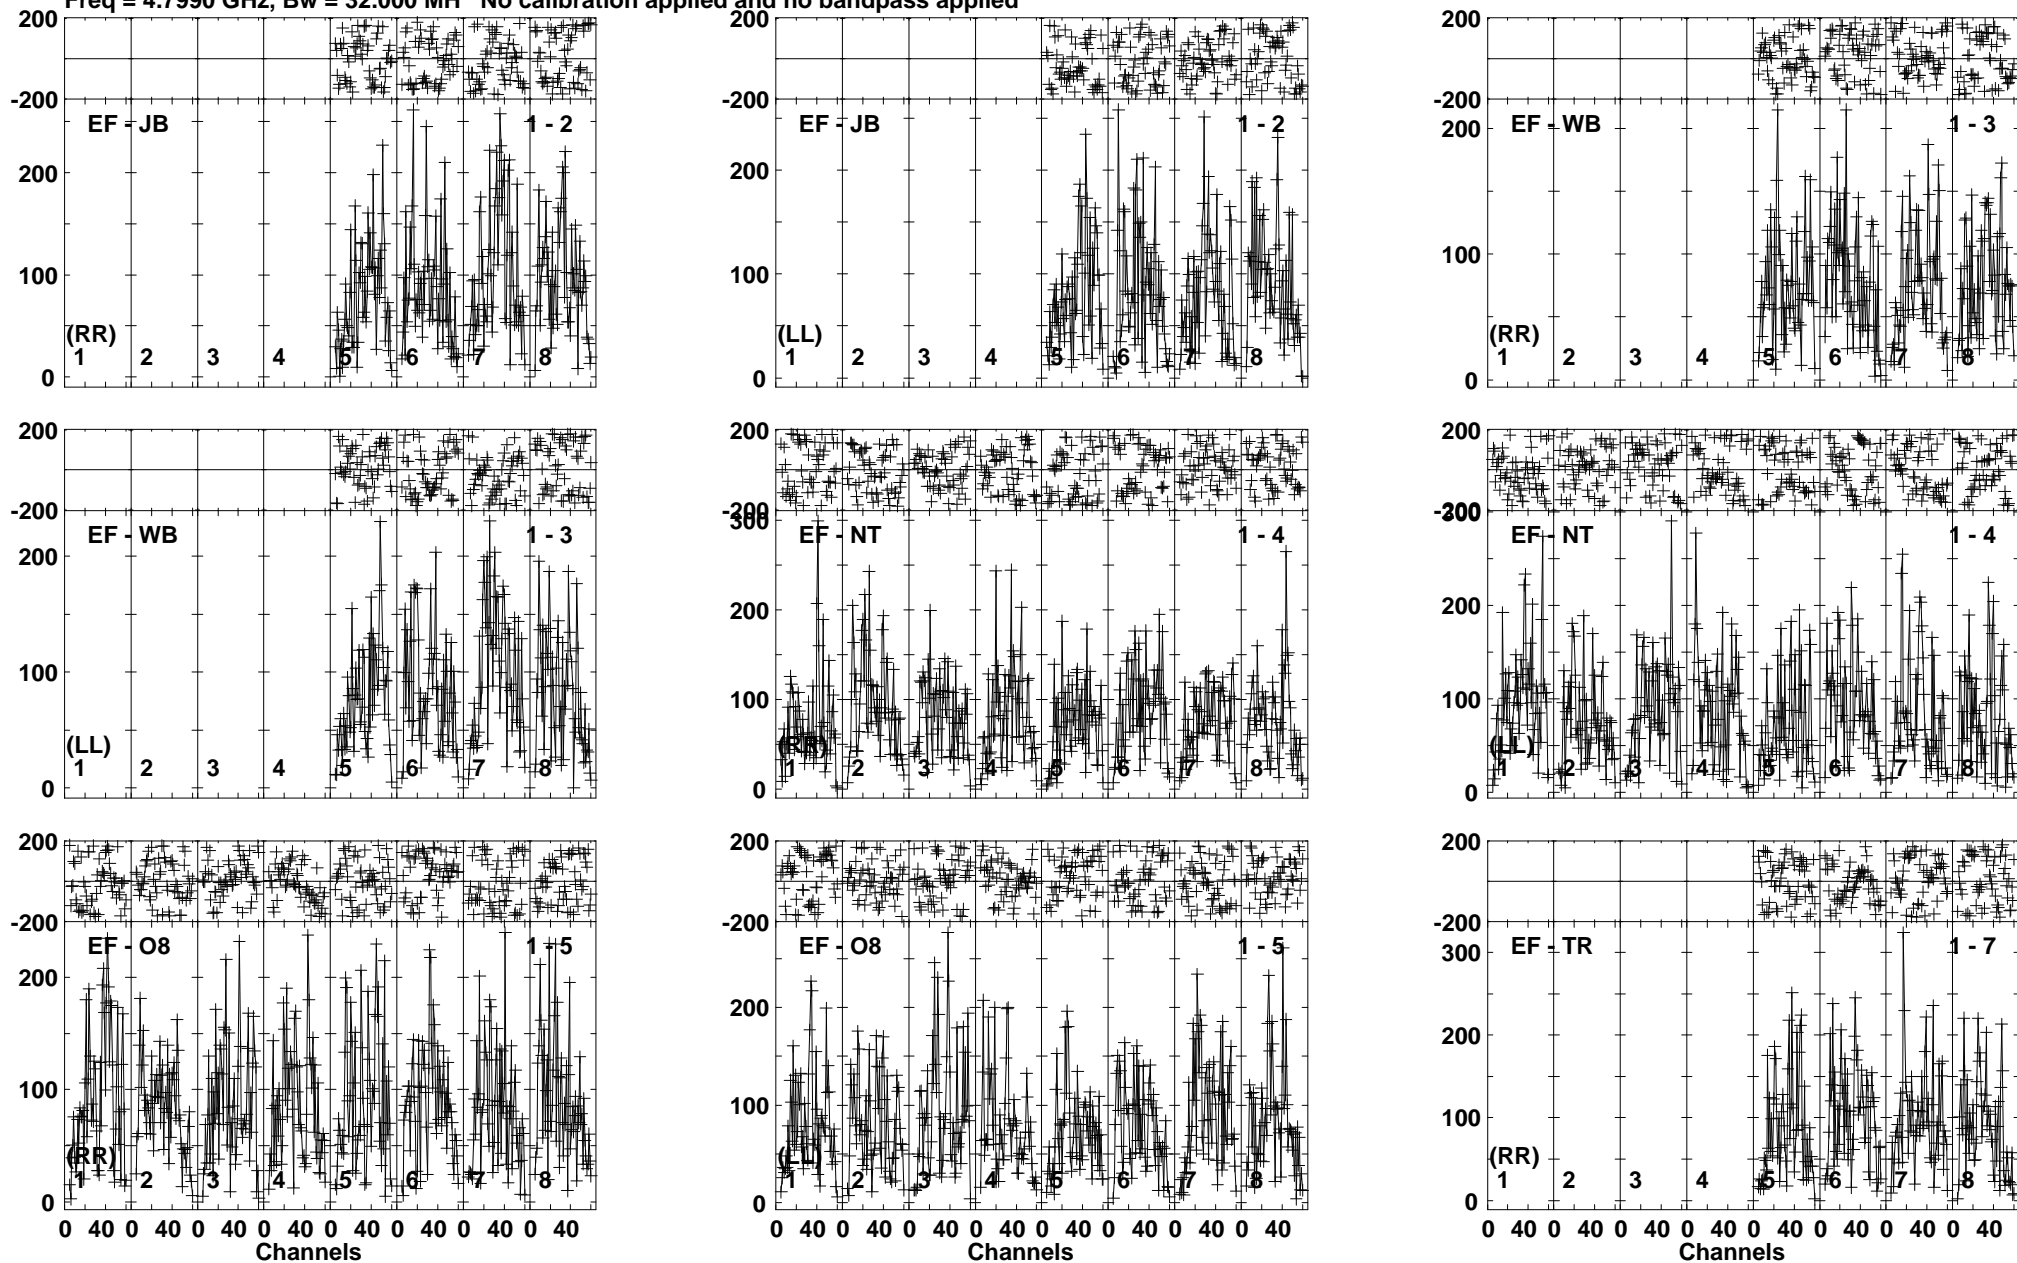 Freq = 4.7990 GHz, Bw = 32.000 MH No calibration applied and no bandpass applied
200 200 200
-200 -200 -200
EF - JB 1 - 2 EF - JB 1 - 2 EF - WB 1 - 3
200 200 200
100 100 100
(RR) (LL) (RR)
1 2 3 4 5 6 7 8 1 2 3 4 5 6 7 8 1 2 3 4 5 6 7 8
0 0 0
200 200 200
-200 -200 -200
300 300
EF - WB 1 - 3 EF - NT 1 - 4 EF - NT 1 - 4
200 200 200
100 100 100
(LL) (RR) (LL)
1 2 3 4 5 6 7 8 1 2 3 4 5 6 7 8 1 2 3 4 5 6 7 8
0 0 0
200 200 200
-200 -200 -200
EF - O8 1 - 5 EF - O8 1 - 5 EF - TR 1 - 7
300
200 200 200
100 100 100
(RR) (LL) (RR)
1 2 3 4 5 6 7 8 1 2 3 4 5 6 7 8 1 2 3 4 5 6 7 8
0 0 0
0 40 0 40 0 40 0 40 0 40 0 40 0 40 0 40 0 40 0 40 0 40 0 40 0 40 0 40 0 40 0 40 0 40 0 40 0 40 0 40 0 40 0 40 0 40 0 40
Channels Channels Channels